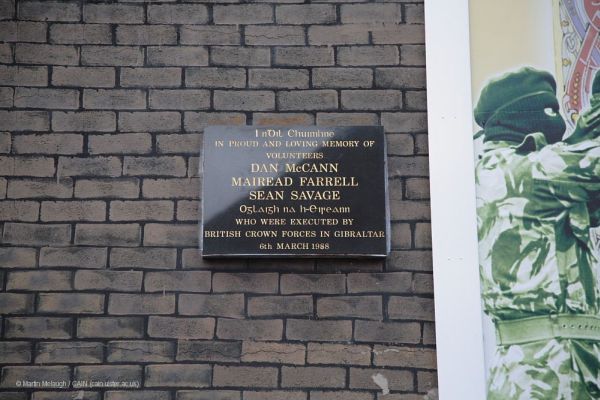 I nDíl Chuimhne
IN PROUD AND LOVING MEMORY OF
VOLUNTEERS
DAN McCANN
MAIREAD FARRELL
SEAN SAVAGE
Óglaigh na h-Éireann
WHO WERE EXECUTED BY
BRITISH CROWN FORCES IN GIBRALTAR
6th MARCH 1988
© Martin Melaugh / CAIN (cain.ulster.ac.uk)